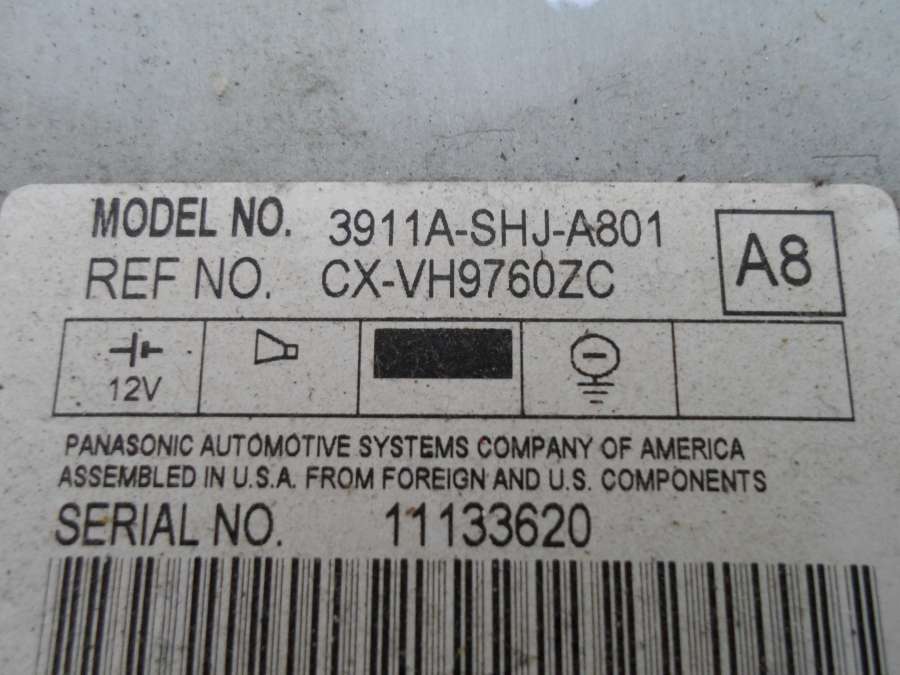 MODEL NO. 3911A-SHJ-A801
REF NO. CX-VH9760ZC
A8
12V
PANASONIC AUTOMOTIVE SYSTEMS COMPANY OF AMERICA
ASSEMBLED IN U.S.A. FROM FOREIGN AND U.S. COMPONENTS
SERIAL NO. 11133620